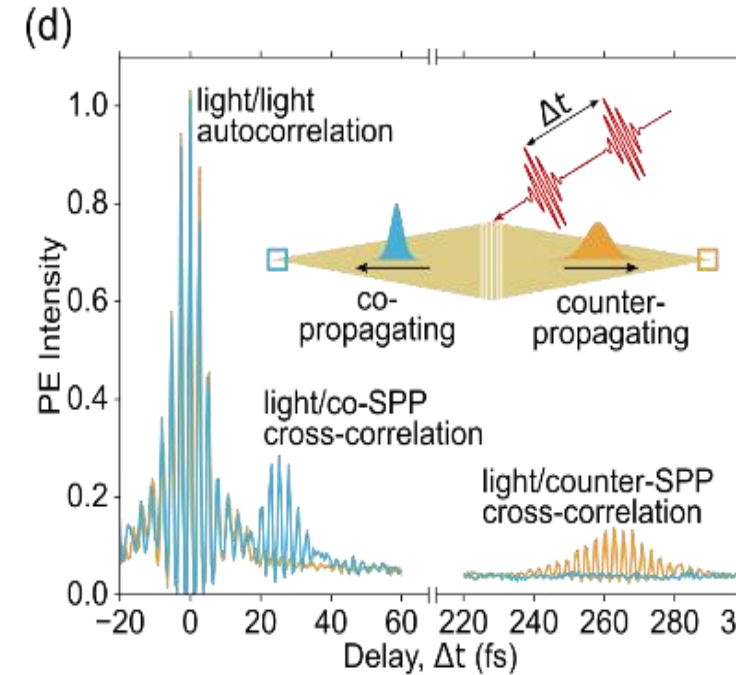 (d)
light/light
autocorrelation
Δt
co-
propagating
counter-
propagating
light/co-SPP
cross-correlation
light/counter-SPP
cross-correlation
PE Intensity
1.0
0.8
0.6
0.4
0.2
0.0
−20 0 20 40 60 220 240 260 280
Delay, Δt (fs)